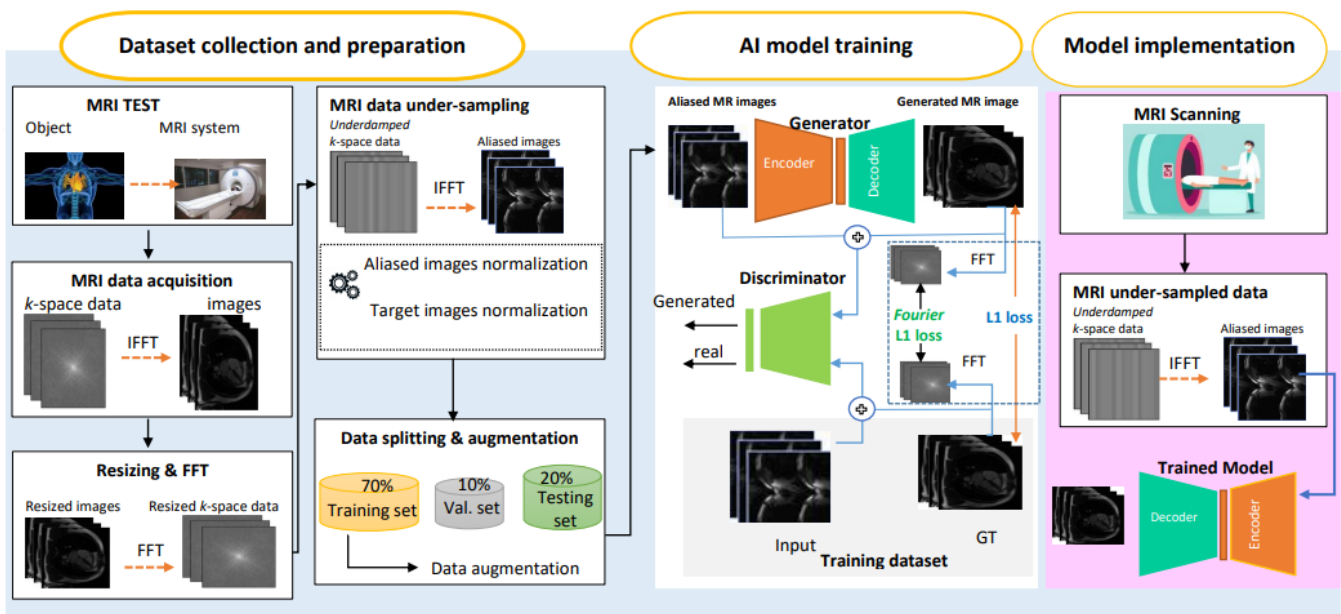 Dataset collection and preparation
AI model training
Model implementation
MRI TEST
Object
MRI system
MRI data acquisition
k-space data
images
IFFT
Resizing & FFT
Resized images
Resized k-space data
FFT
MRI data under-sampling
Underdamped
k-space data
Aliased images
IFFT
Aliased images normalization
Target images normalization
Data splitting & augmentation
70%
Training set
10%
Val. set
20%
Testing
set
Data augmentation
Aliased MR images
Generated MR image
Generator
Encoder
Decoder
Discriminator
Generated
real
FFT
Fourier
L1 loss
L1 loss
FFT
Input
GT
Training dataset
MRI Scanning
MRI under-sampled data
Underdamped
k-space data
Aliased images
IFFT
Trained Model
Decoder
Encoder